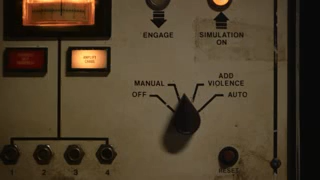 ENGAGE
SIMULATION
ON
MANUAL
ADD
VIOLENCE
OFF
AUTO
1
2
3
4
RESET